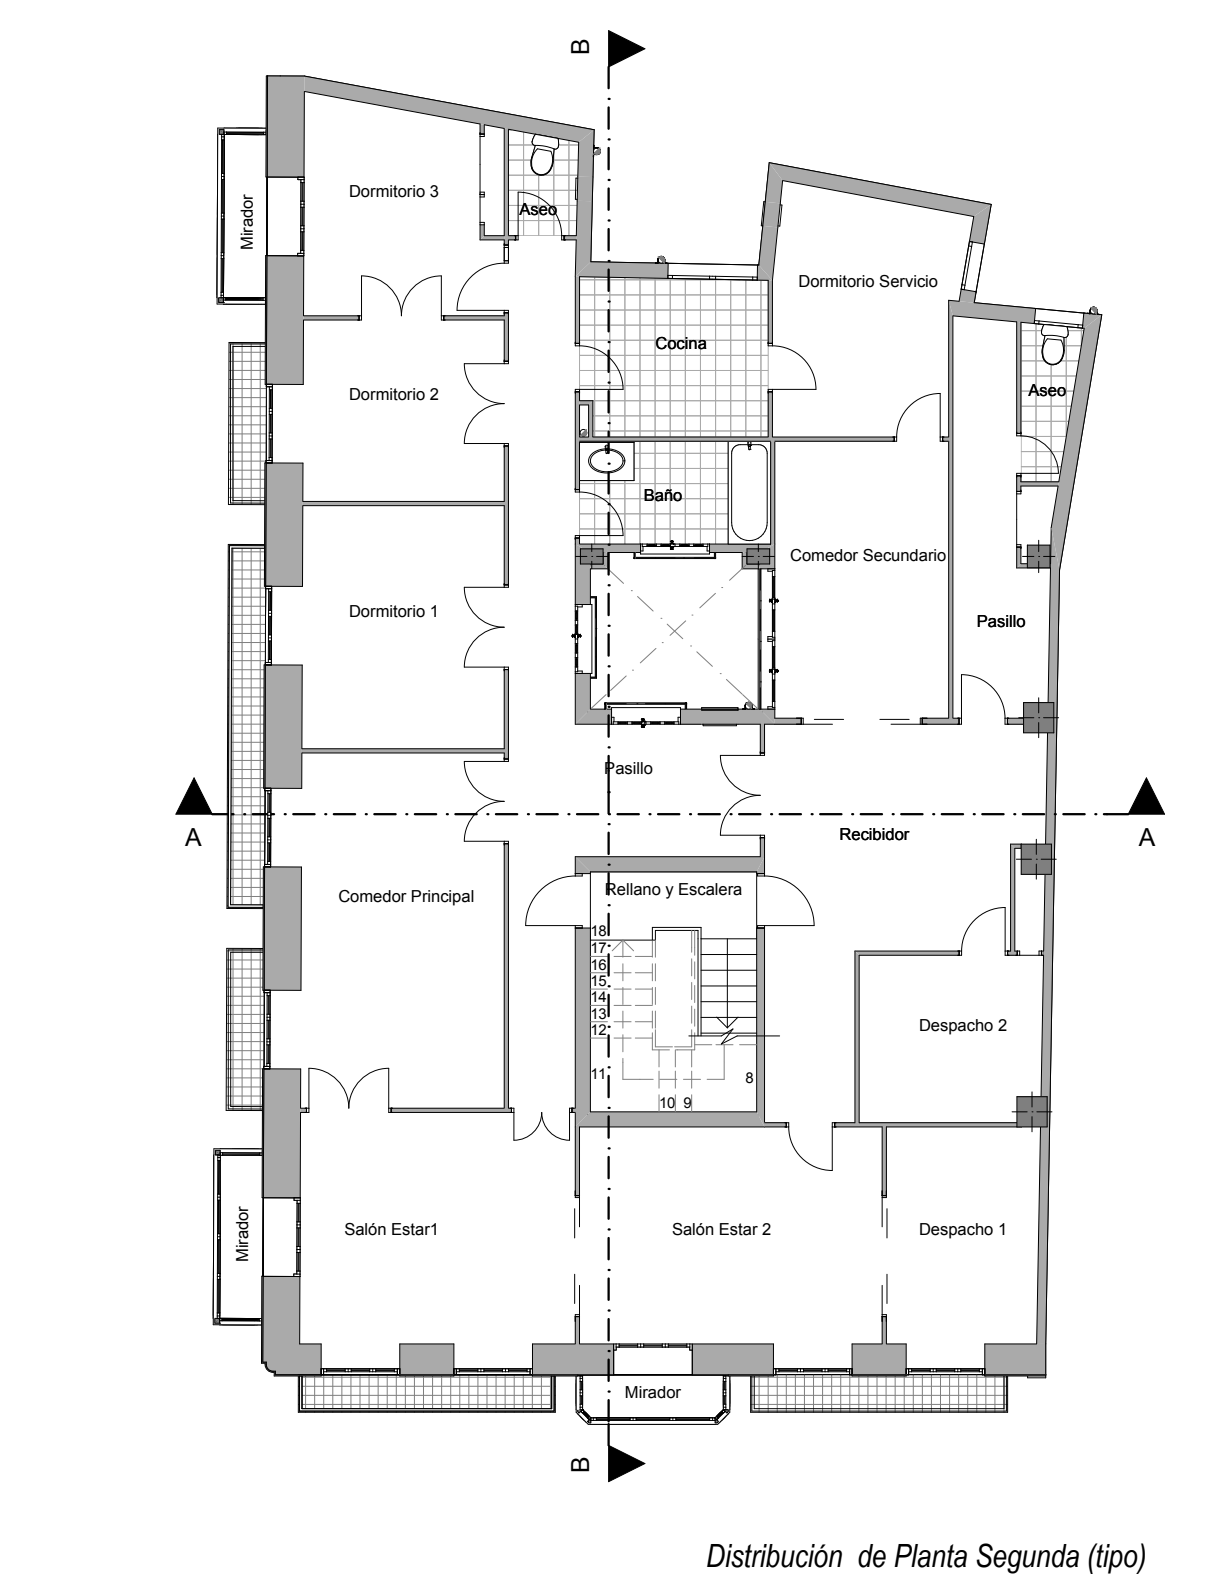 B
Mirador
Dormitorio 3
Aseo
Dormitorio Servicio
Cocina
Dormitorio 2
Aseo
Baño
Comedor Secundario
Dormitorio 1
Pasillo
Pasillo
A
A
Recibidor
Comedor Principal
Rellano y Escalera
18
17
16
15
14
13
12
11
10
9
8
Despacho 2
Mirador
Salón Estar1
Salón Estar 2
Despacho 1
Mirador
B
Distribución de Planta Segunda (tipo)